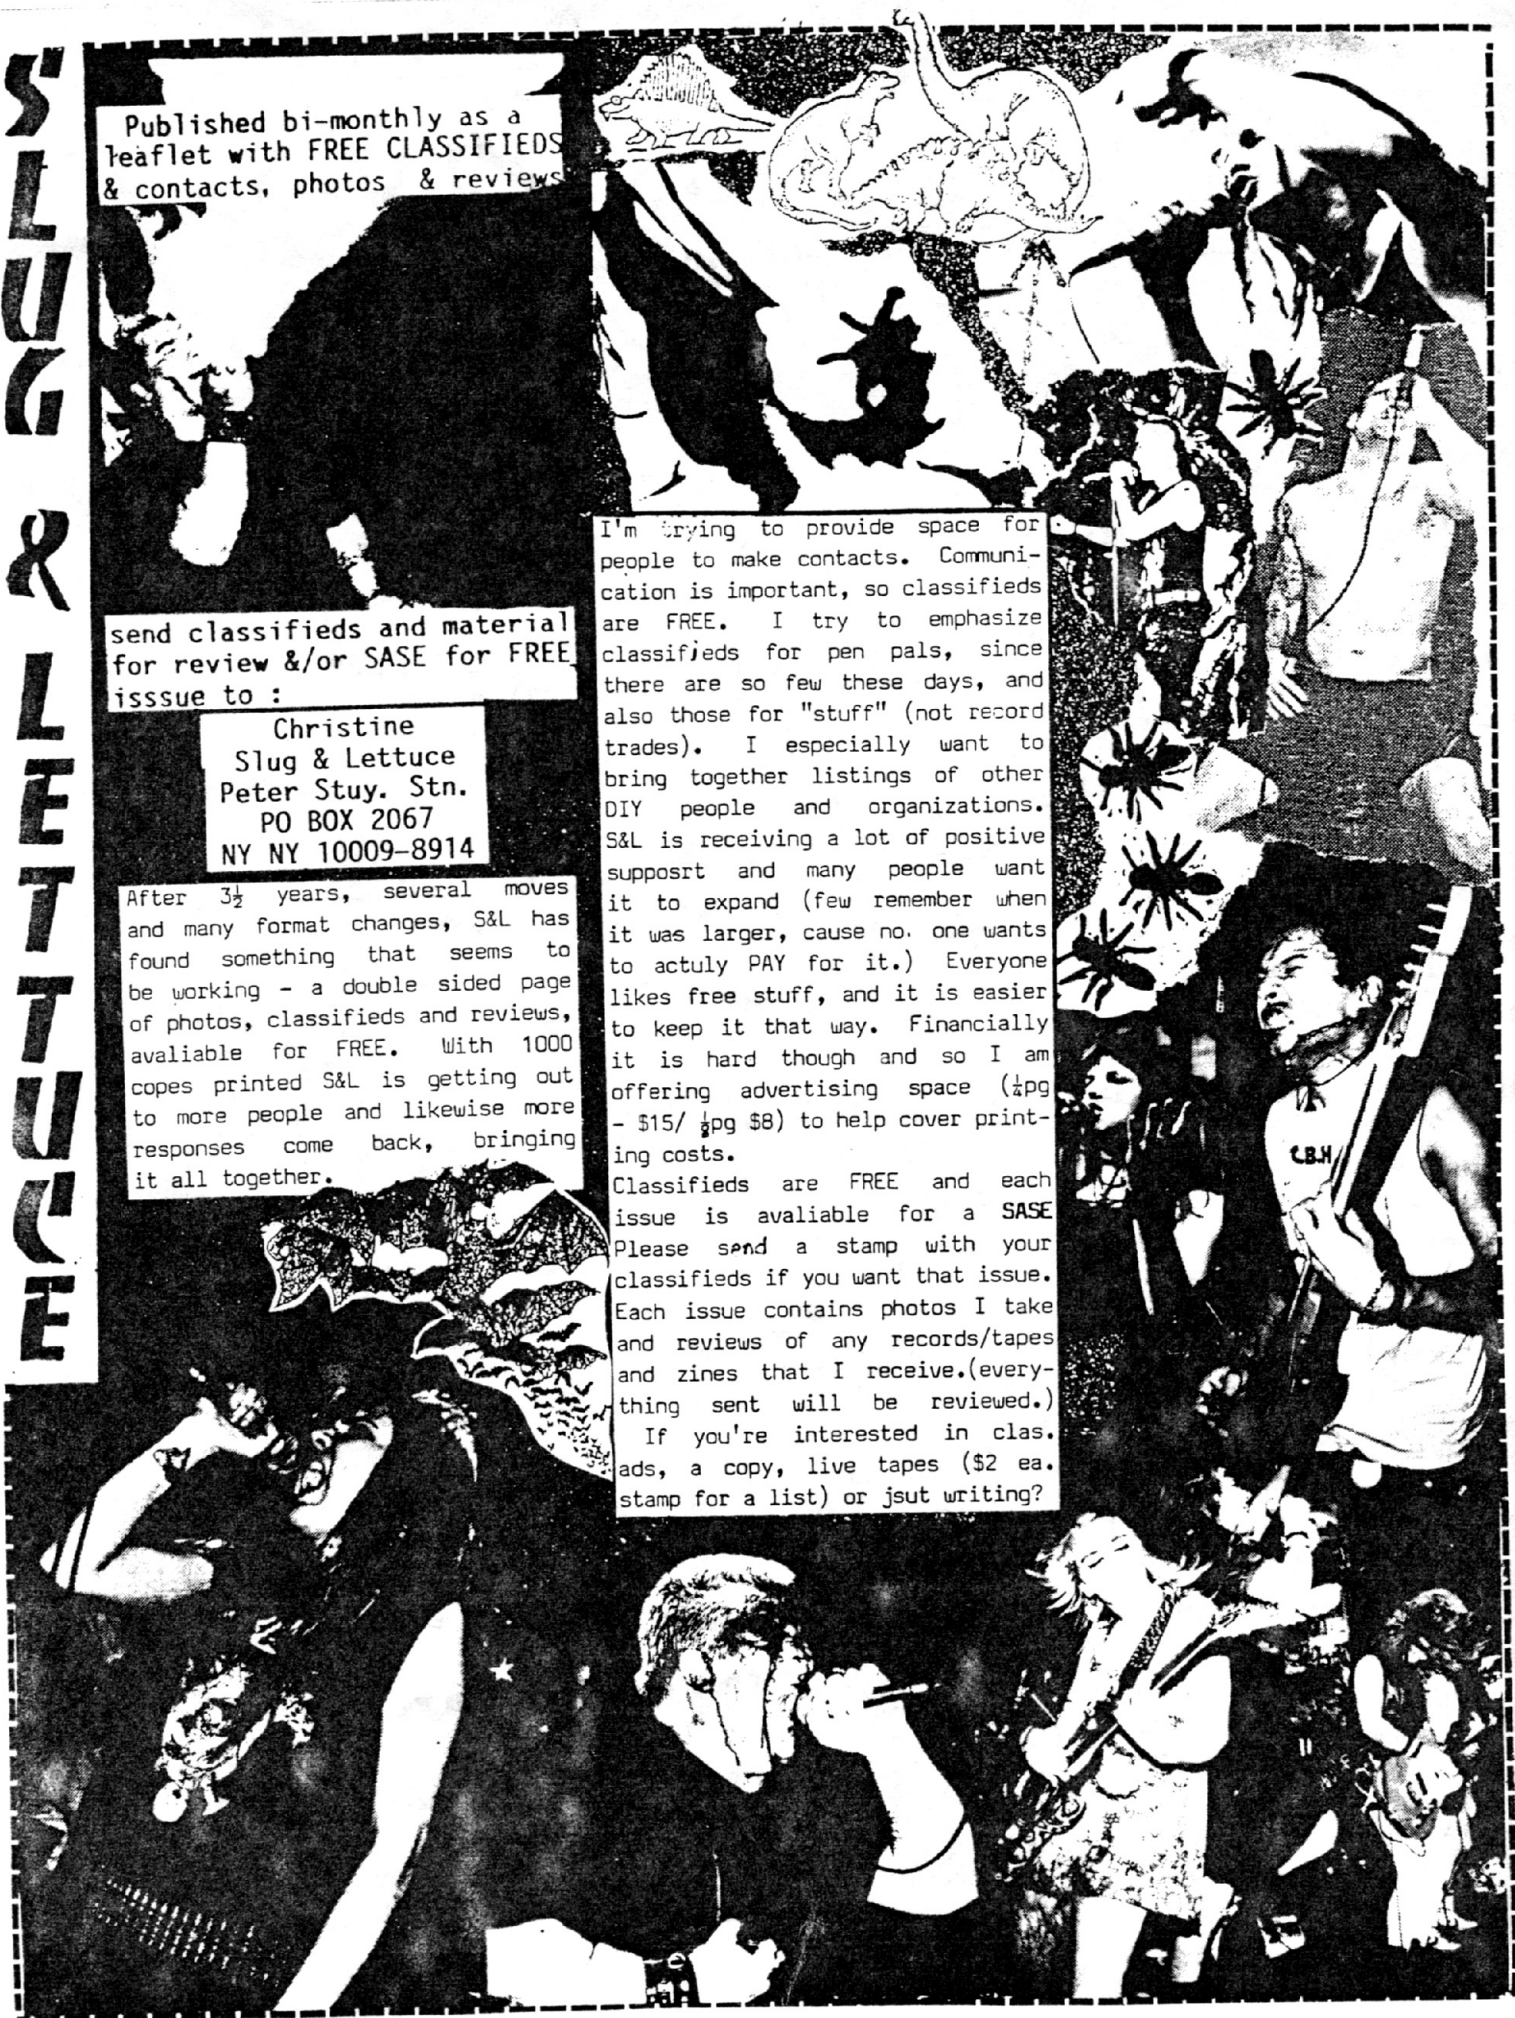 SLUG & LETTUCE
Published bi-monthly as a
leaflet with FREE CLASSIFIEDS
& contacts, photos & reviews
send classifieds and material
for review &/or SASE for FREE
isssue to :
Christine
Slug & Lettuce
Peter Stuy. Stn.
PO BOX 2067
NY NY 10009-8914
After 3½ years, several moves
and many format changes, S&L has
found something that seems to
be working - a double sided page
of photos, classifieds and reviews,
avaliable for FREE. With 1000
copes printed S&L is getting out
to more people and likewise more
responses come back, bringing
it all together.
I'm trying to provide space for
people to make contacts. Communi-
cation is important, so classifieds
are FREE. I try to emphasize
classifieds for pen pals, since
there are so few these days, and
also those for "stuff" (not record
trades). I especially want to
bring together listings of other
DIY people and organizations.
S&L is receiving a lot of positive
supposrt and many people want
it to expand (few remember when
it was larger, cause no. one wants
to actuly PAY for it.) Everyone
likes free stuff, and it is easier
to keep it that way. Financially
it is hard though and so I am
offering advertising space (¼pg
- $15/ ⅛pg $8) to help cover print-
ing costs.
Classifieds are FREE and each
issue is avaliable for a SASE
Please send a stamp with your
classifieds if you want that issue.
Each issue contains photos I take
and reviews of any records/tapes
and zines that I receive.(every-
thing sent will be reviewed.)
If you're interested in clas.
ads, a copy, live tapes ($2 ea.
stamp for a list) or jsut writing?
C.B.H